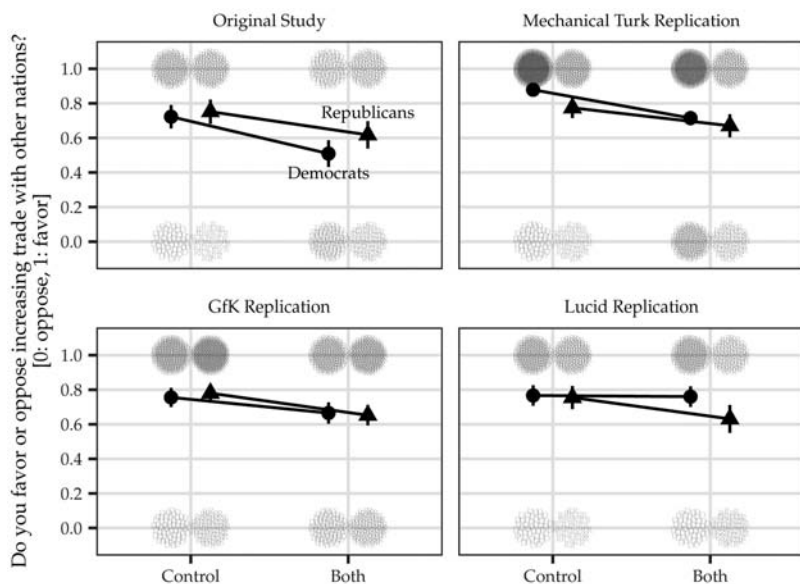 Do you favor or oppose increasing trade with other nations?
[0: oppose, 1: favor]
Original Study
Mechanical Turk Replication
1.0
0.8
0.6
0.4
0.2
0.0
Republicans
Democrats
GfK Replication
Lucid Replication
1.0
0.8
0.6
0.4
0.2
0.0
Control
Both
Control
Both